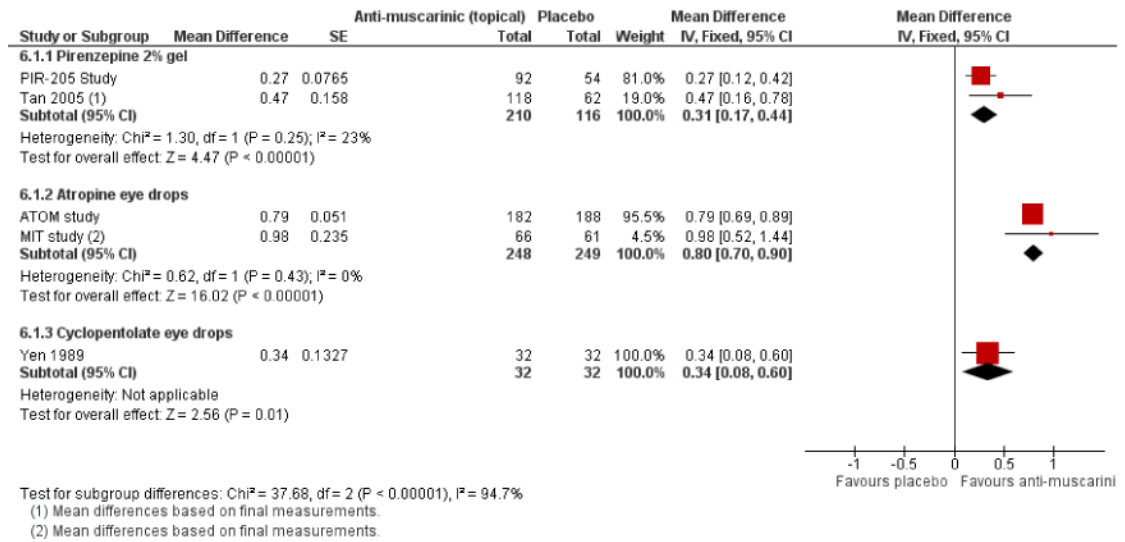 Anti-muscarinic (topical) Placebo Mean Difference Mean Difference
Study or Subgroup Mean Difference SE Total Total Weight IV, Fixed, 95% CI IV, Fixed, 95% CI
6.1.1 Pirenzepine 2% gel
PIR-205 Study 0.27 0.0765 92 54 81.0% 0.27 [0.12, 0.42]
Tan 2005 (1) 0.47 0.158 118 62 19.0% 0.47 [0.16, 0.78]
Subtotal (95% CI) 210 116 100.0% 0.31 [0.17, 0.44]
Heterogeneity: Chi² = 1.30, df = 1 (P = 0.25); I² = 23%
Test for overall effect: Z = 4.47 (P < 0.00001)
6.1.2 Atropine eye drops
ATOM study 0.79 0.051 182 188 95.5% 0.79 [0.69, 0.89]
MIT study (2) 0.98 0.235 66 61 4.5% 0.98 [0.52, 1.44]
Subtotal (95% CI) 248 249 100.0% 0.80 [0.70, 0.90]
Heterogeneity: Chi² = 0.62, df = 1 (P = 0.43); I² = 0%
Test for overall effect: Z = 16.02 (P < 0.00001)
6.1.3 Cyclopentolate eye drops
Yen 1989 0.34 0.1327 32 32 100.0% 0.34 [0.08, 0.60]
Subtotal (95% CI) 32 32 100.0% 0.34 [0.08, 0.60]
Heterogeneity: Not applicable
Test for overall effect: Z = 2.56 (P = 0.01)
-1 -0.5 0 0.5 1
Favours placebo Favours anti-muscarini
Test for subgroup differences: Chi² = 37.68, df = 2 (P < 0.00001), I² = 94.7%
(1) Mean differences based on final measurements.
(2) Mean differences based on final measurements.